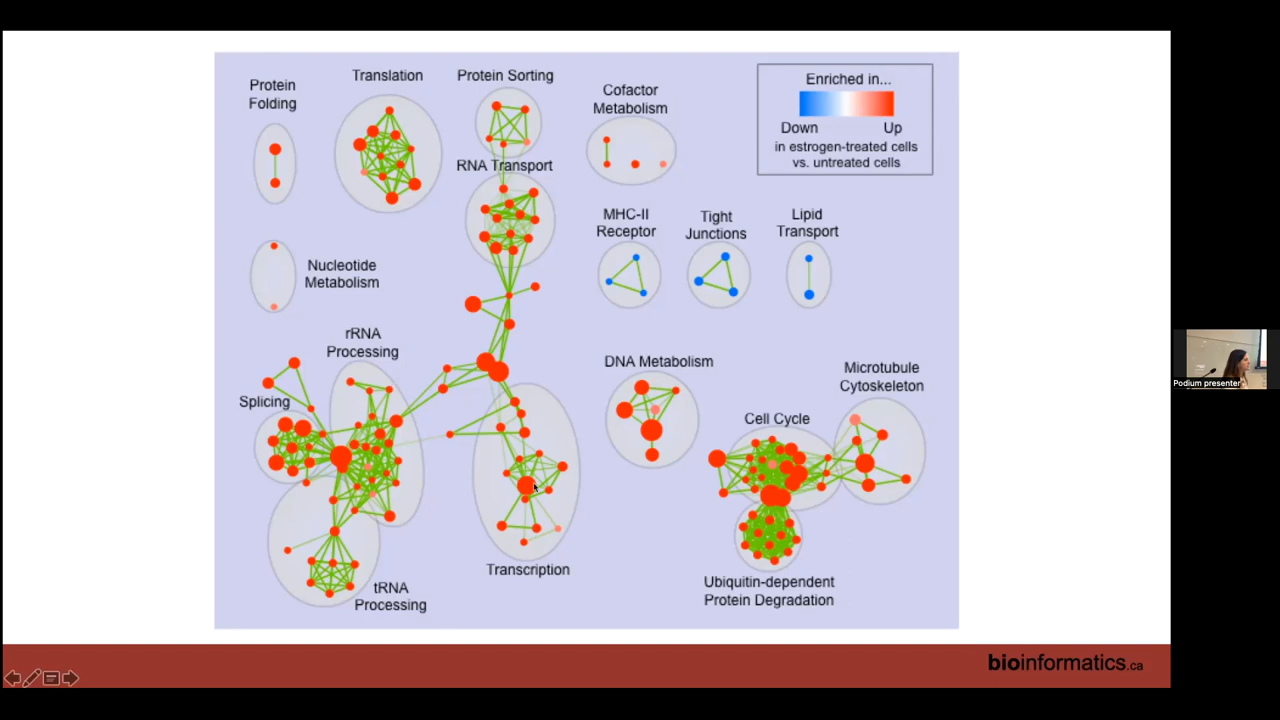 Protein
Folding
Translation
Protein Sorting
Cofactor
Metabolism
Enriched in...
Down
Up
in estrogen-treated cells
vs. untreated cells
RNA Transport
MHC-II
Receptor
Tight
Junctions
Lipid
Transport
Nucleotide
Metabolism
rRNA
Processing
DNA Metabolism
Microtubule
Cytoskeleton
Splicing
Cell Cycle
Transcription
tRNA
Processing
Ubiquitin-dependent
Protein Degradation
bioinformatics.ca
Podium presenter